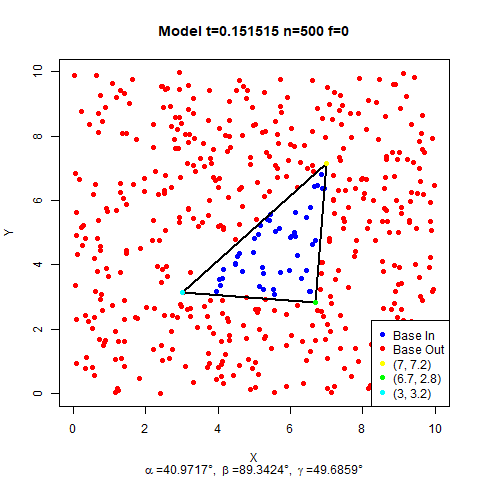 Model t=0.151515 n=500 f=0
10
8
6
4
2
0
Y
Base In
Base Out
(7, 7.2)
(6.7, 2.8)
(3, 3.2)
0 2 4 6 8 10
X
α=40.9717°, β=89.3424°, γ=49.6859°